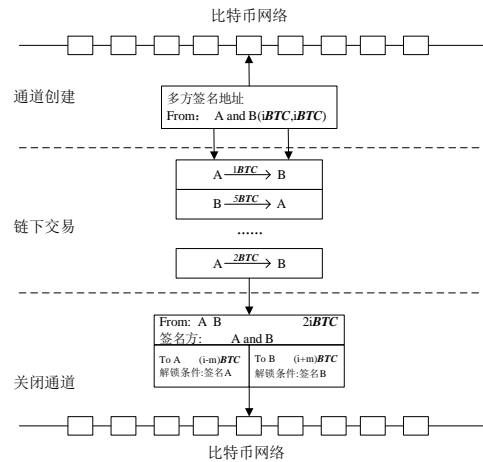 比特币网络
通道创建
多方签名地址
From: A and B(iBTC,iBTC)
A 1BTC B
B 5BTC A
链下交易
......
A 2BTC B
From: A B 2iBTC
签名方: A and B
To A (i-m)BTC
解锁条件:签名A
To B (i+m)BTC
解锁条件:签名B
关闭通道
比特币网络